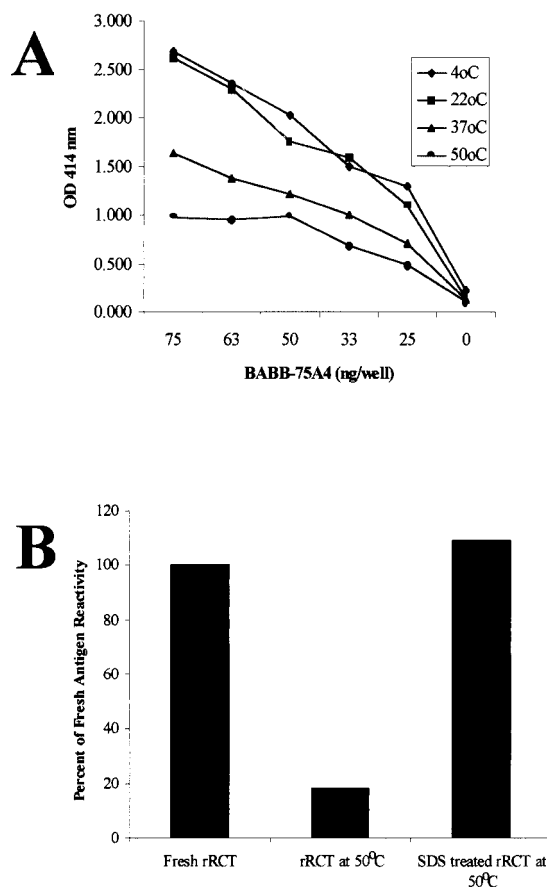 A
3.000
2.500
2.000
1.500
1.000
0.500
0.000
OD 414 nm
4oC
22oC
37oC
50oC
75 63 50 33 25 0
BABB-75A4 (ng/well)
B
120
100
80
60
40
20
0
Percent of Fresh Antigen Reactivity
Fresh rRCT
rRCT at 50⁰C
SDS treated rRCT at
50⁰C